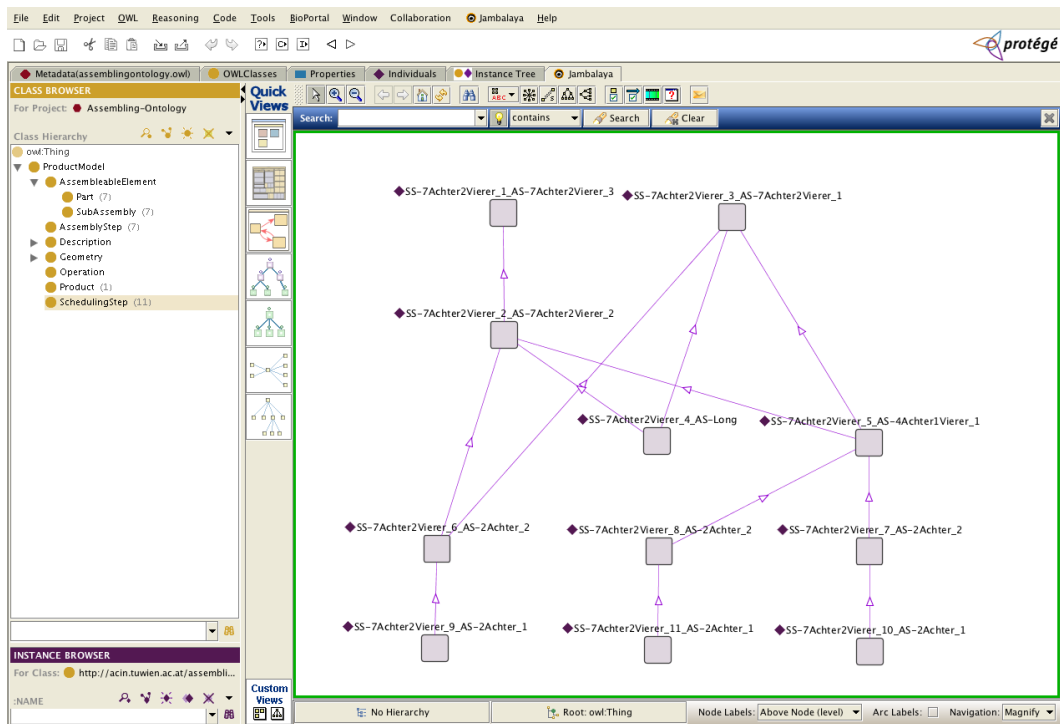 File Edit Project OWL Reasoning Code Tools BioPortal Window Collaboration Jambalaya Help
protégé
Metadata(assemblingontology.owl) OWLClasses Properties Individuals Instance Tree Jambalaya
CLASS BROWSER
For Project: Assembling-Ontology
Class Hierarchy
owl:Thing
ProductModel
AssembleableElement
Part (7)
SubAssembly (7)
AssemblyStep (7)
Description
Geometry
Operation
Product (1)
SchedulingStep (11)
INSTANCE BROWSER
For Class: http://acin.tuwien.ac.at/assembli...
:NAME
Quick
Views
Custom
Views
ABC
Search: contains Search Clear
SS-7Achter2Vierer_1_AS-7Achter2Vierer_3
SS-7Achter2Vierer_3_AS-7Achter2Vierer_1
SS-7Achter2Vierer_2_AS-7Achter2Vierer_2
SS-7Achter2Vierer_4_AS-Long
SS-7Achter2Vierer_5_AS-4Achter1Vierer_1
SS-7Achter2Vierer_6_AS-2Achter_2
SS-7Achter2Vierer_8_AS-2Achter_2
SS-7Achter2Vierer_7_AS-2Achter_2
SS-7Achter2Vierer_9_AS-2Achter_1
SS-7Achter2Vierer_11_AS-2Achter_1
SS-7Achter2Vierer_10_AS-2Achter_1
No Hierarchy Root: owl:Thing Node Labels: Above Node (level) Arc Labels: Navigation: Magnify